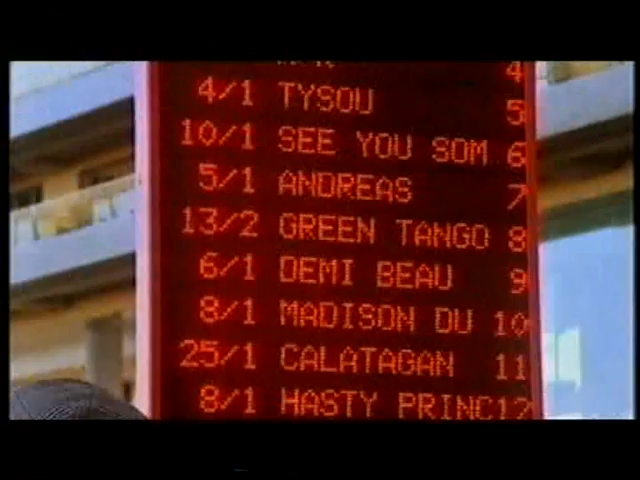 4
4/1 TYSOU 5
10/1 SEE YOU SOM 6
5/1 ANDREAS 7
13/2 GREEN TANGO 8
6/1 DEMI BEAU 9
8/1 MADISON DU 10
25/1 CALATAGAN 11
8/1 HASTY PRINC 12